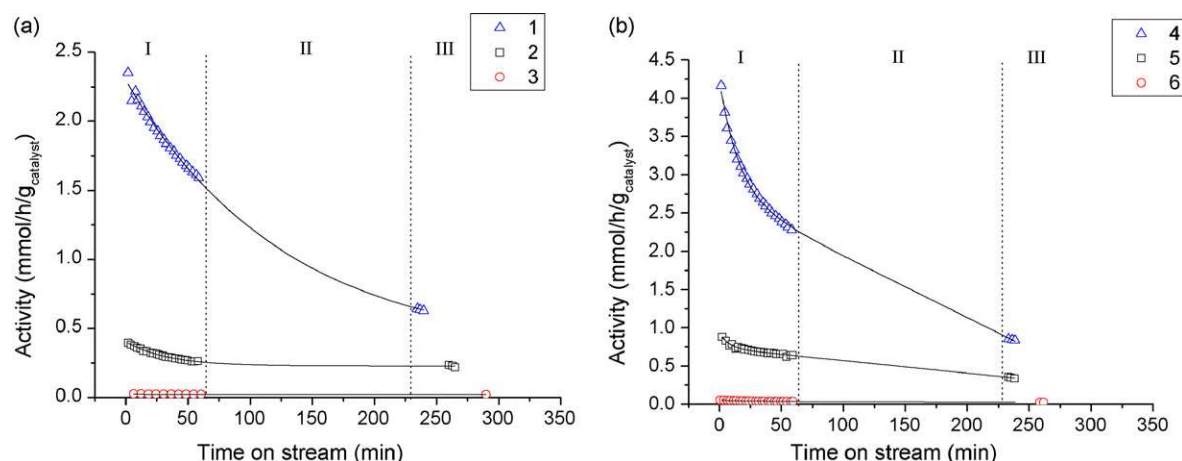 (a)
I II III
1
2
3
2.5
2.0
1.5
1.0
0.5
0.0
Activity (mmol/h/g_catalyst)
0 50 100 150 200 250 300 350
Time on stream (min)
(b)
I II III
4
5
6
4.5
4.0
3.5
3.0
2.5
2.0
1.5
1.0
0.5
0.0
Activity (mmol/h/g_catalyst)
0 50 100 150 200 250 300 350
Time on stream (min)